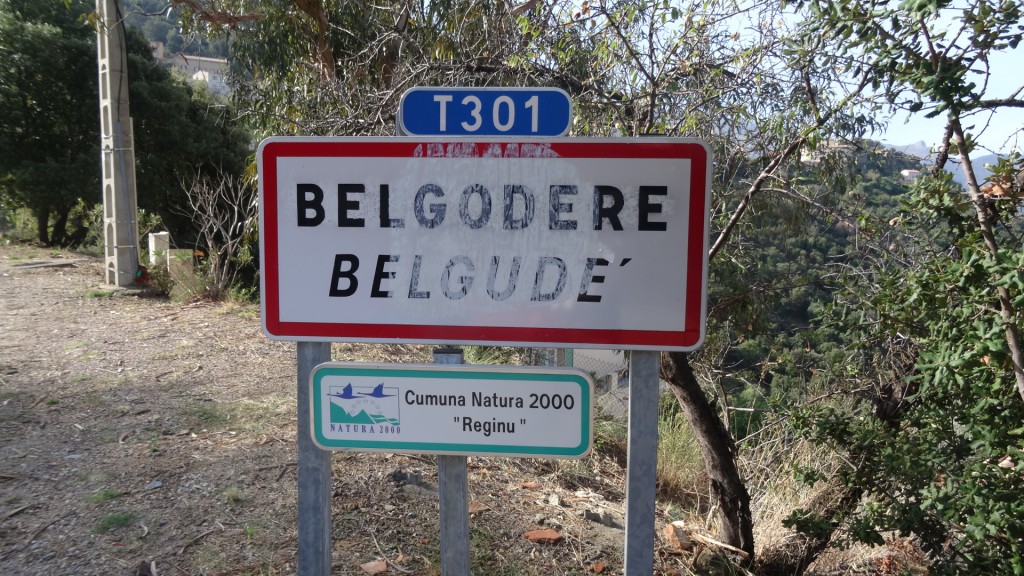 T301
BELGODERE
BELGUDE´
Cumuna Natura 2000
"Reginu "
NATURA 2000